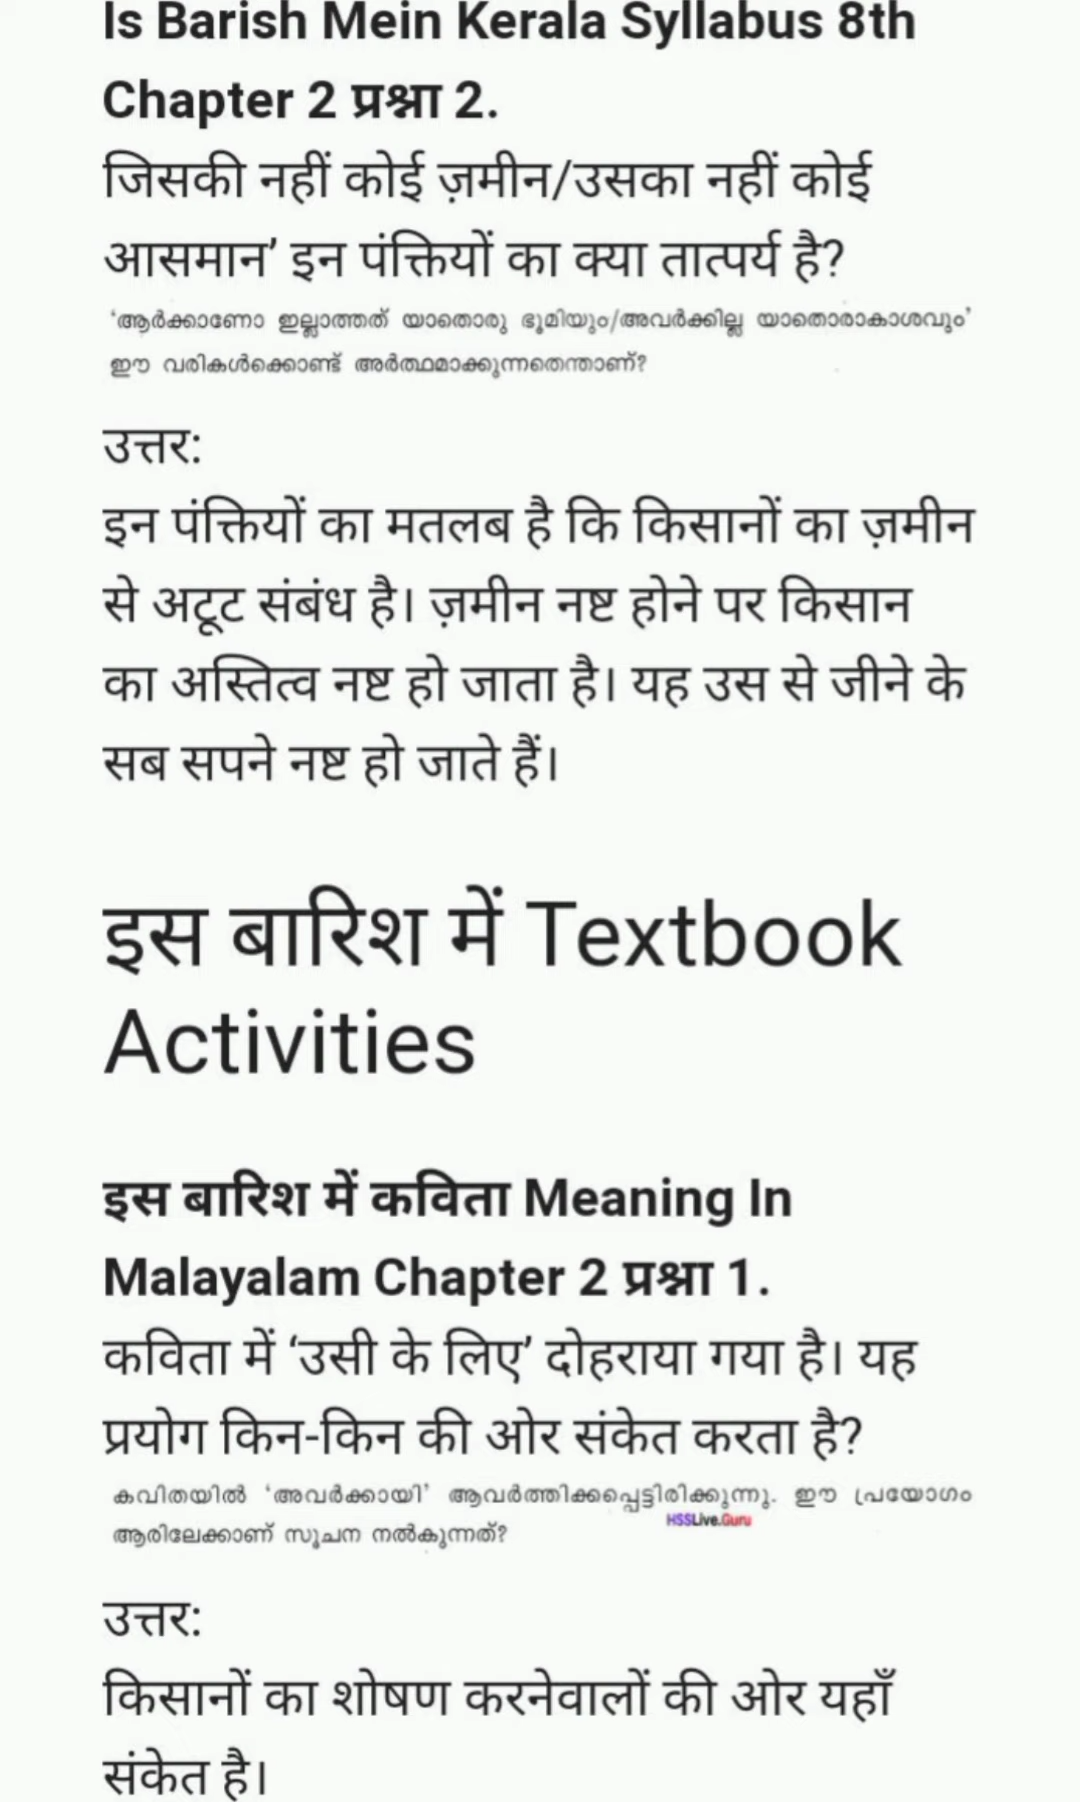 Is Barish Mein Kerala Syllabus 8th
Chapter 2 प्रश्ना 2.
जिसकी नहीं कोई ज़मीन/उसका नहीं कोई
आसमान’ इन पंक्तियों का क्या तात्पर्य है?
‘ആർക്കാണോ ഇല്ലാത്തത് യാതൊരു ഭൂമിയും/അവർക്കില്ല യാതൊരാകാശവും’
ഈ വരികൾക്കൊണ്ട് അർത്ഥമാക്കുന്നതെന്താണ്?
उत्तर:
इन पंक्तियों का मतलब है कि किसानों का ज़मीन
से अटूट संबंध है। ज़मीन नष्ट होने पर किसान
का अस्तित्व नष्ट हो जाता है। यह उस से जीने के
सब सपने नष्ट हो जाते हैं।
इस बारिश में Textbook
Activities
इस बारिश में कविता Meaning In
Malayalam Chapter 2 प्रश्ना 1.
कविता में ‘उसी के लिए’ दोहराया गया है। यह
प्रयोग किन-किन की ओर संकेत करता है?
കവിതയിൽ ‘അവർക്കായി’ ആവർത്തിക്കപ്പെട്ടിരിക്കുന്നു. ഈ പ്രയോഗം
ആരിലേക്കാണ് സൂചന നൽകുന്നത്?
HSSLive.Guru
उत्तर:
किसानों का शोषण करनेवालों की ओर यहाँ
संकेत है।